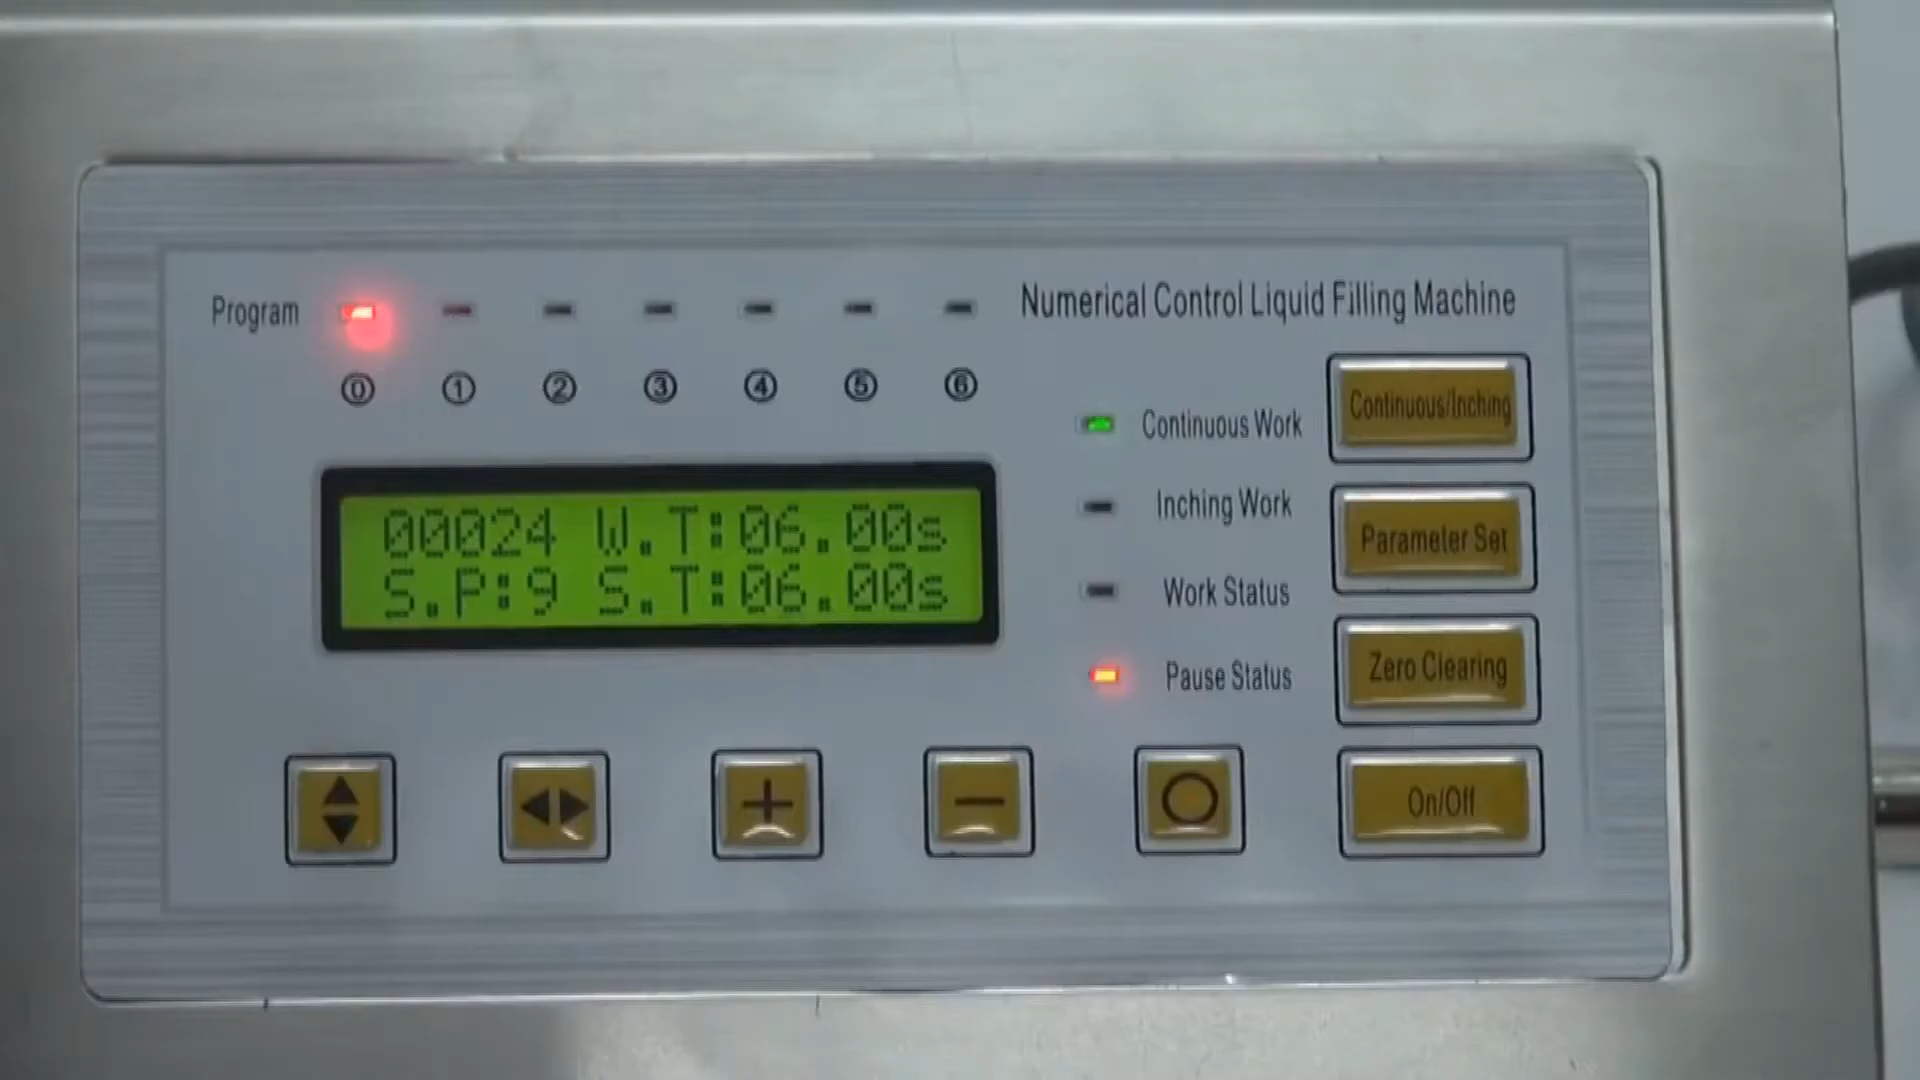 Program
⓪ ① ② ③ ④ ⑤ ⑥
Numerical Control Liquid Filling Machine
00024 W.T:06.00s
S.P:9 S.T:06.00s
Continuous Work
Inching Work
Work Status
Pause Status
Continuous/Inching
Parameter Set
Zero Clearing
On/Off